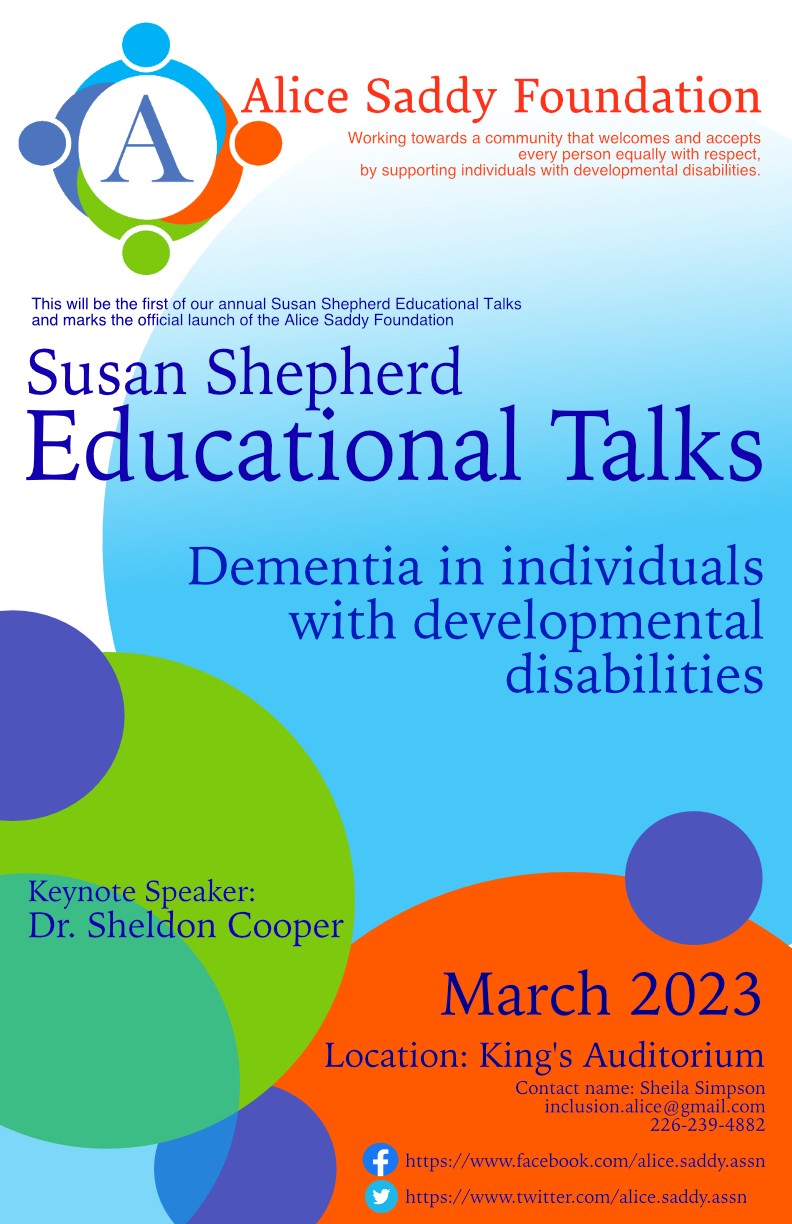 A
Alice Saddy Foundation
Working towards a community that welcomes and accepts
every person equally with respect,
by supporting individuals with developmental disabilities.
This will be the first of our annual Susan Shepherd Educational Talks
and marks the official launch of the Alice Saddy Foundation
Susan Shepherd
Educational Talks
Dementia in individuals
with developmental
disabilities
Keynote Speaker:
Dr. Sheldon Cooper
March 2023
Location: King's Auditorium
Contact name: Sheila Simpson
inclusion.alice@gmail.com
226-239-4882
https://www.facebook.com/alice.saddy.assn
https://www.twitter.com/alice.saddy.assn